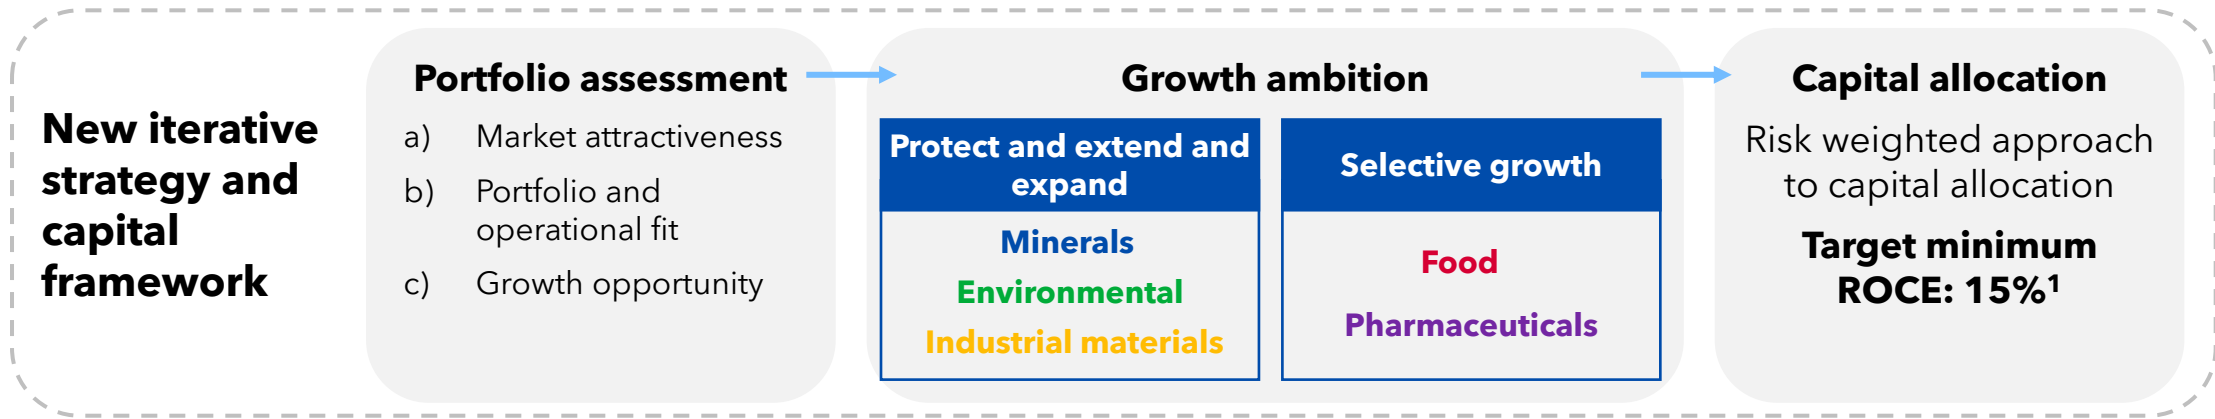 New iterative
strategy and
capital
framework
Portfolio assessment
a) Market attractiveness
b) Portfolio and
operational fit
c) Growth opportunity
Growth ambition
Protect and extend and
expand
Minerals
Environmental
Industrial materials
Selective growth
Food
Pharmaceuticals
Capital allocation
Risk weighted approach
to capital allocation
Target minimum
ROCE: 15%¹